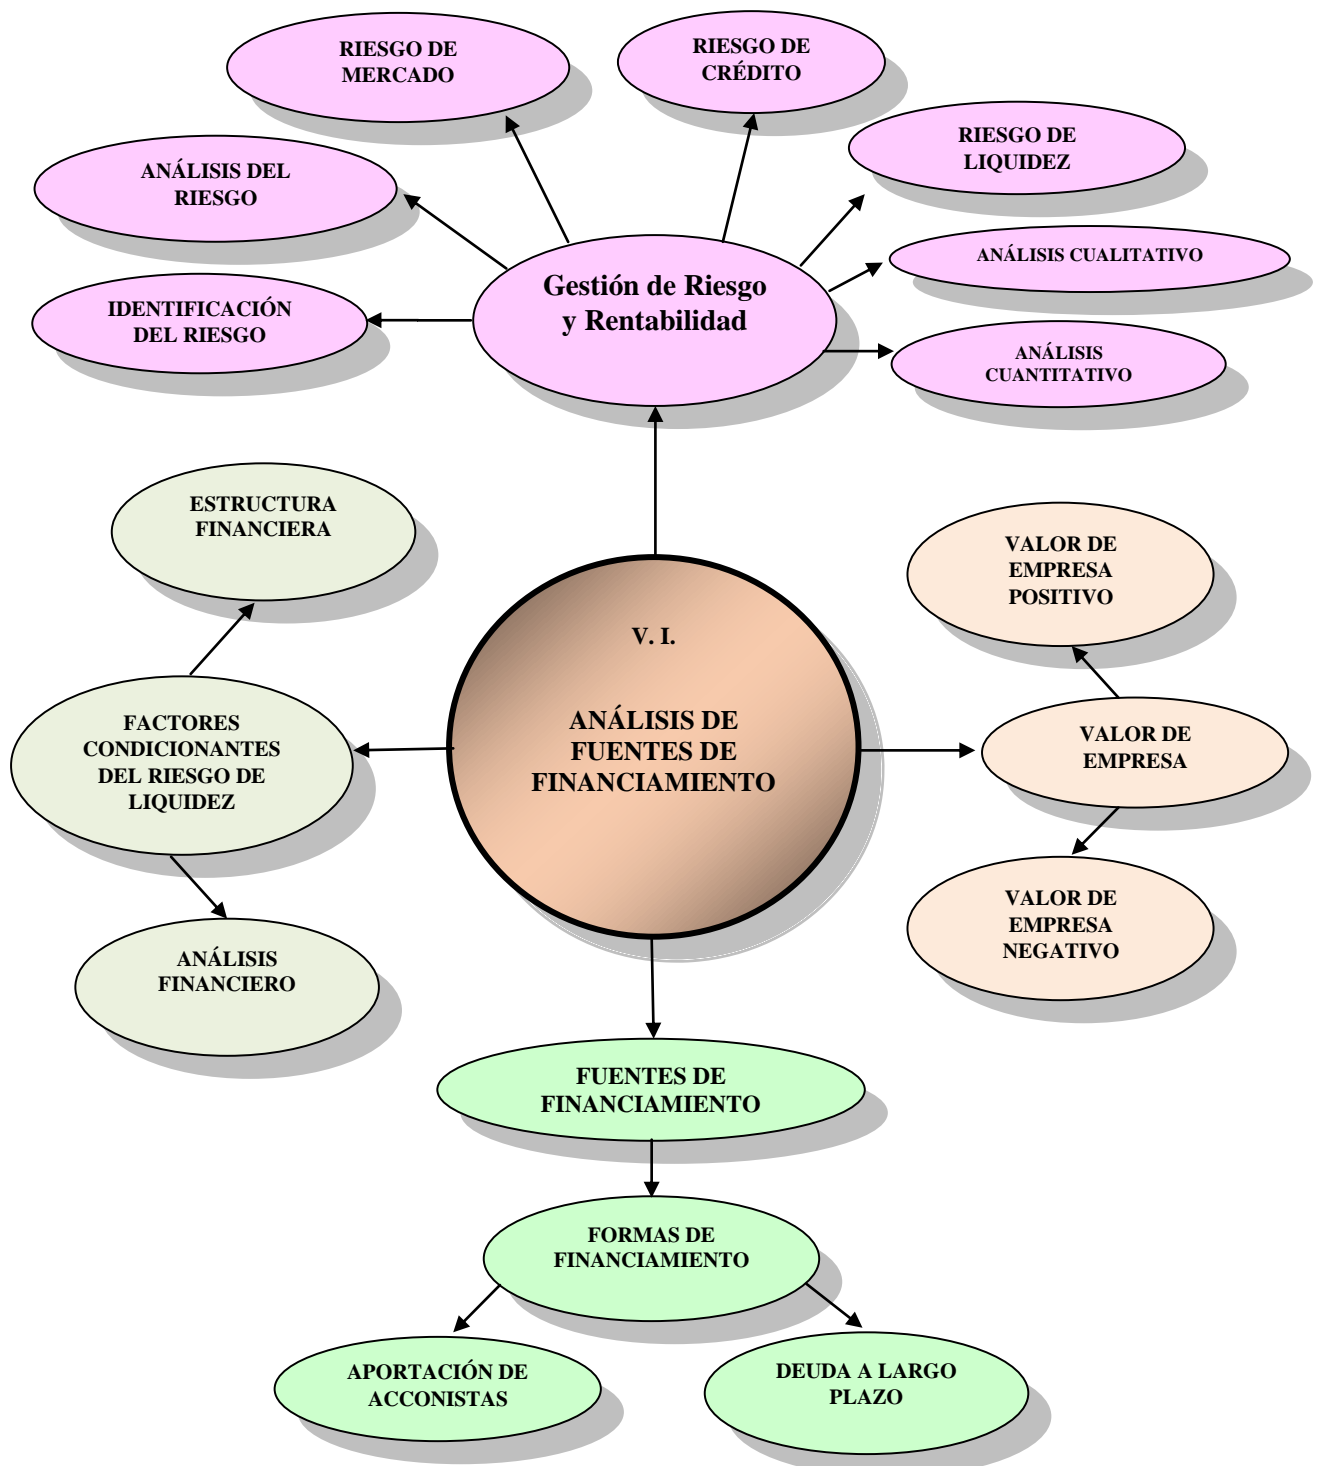 RIESGO DE
MERCADO
RIESGO DE
CRÉDITO
RIESGO DE
LIQUIDEZ
ANÁLISIS DEL
RIESGO
ANÁLISIS CUALITATIVO
Gestión de Riesgo
y Rentabilidad
IDENTIFICACIÓN
DEL RIESGO
ANÁLISIS
CUANTITATIVO
ESTRUCTURA
FINANCIERA
VALOR DE
EMPRESA
POSITIVO
V. I.
ANÁLISIS DE
FUENTES DE
FINANCIAMIENTO
FACTORES
CONDICIONANTES
DEL RIESGO DE
LIQUIDEZ
VALOR DE
EMPRESA
VALOR DE
EMPRESA
NEGATIVO
ANÁLISIS
FINANCIERO
FUENTES DE
FINANCIAMIENTO
FORMAS DE
FINANCIAMIENTO
APORTACIÓN DE
ACCONISTAS
DEUDA A LARGO
PLAZO